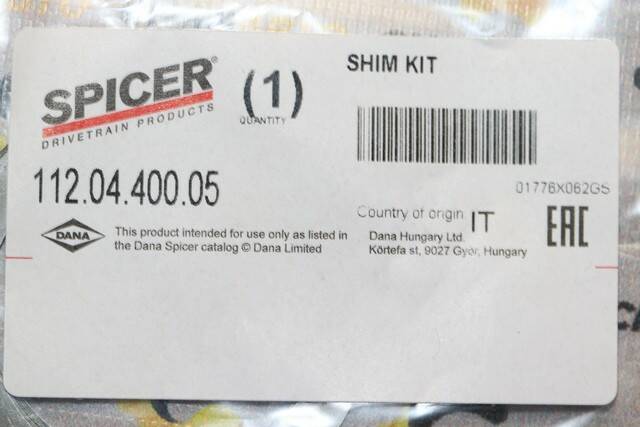 SPICER®
DRIVETRAIN PRODUCTS
(1)
QUANTITY
SHIM KIT
112.04.400.05
01776X062GS
DANA
This product intended for use only as listed in
the Dana Spicer catalog © Dana Limited
Country of origin IT
Dana Hungary Ltd.
Körtefa st, 9027 Győr, Hungary
EAC